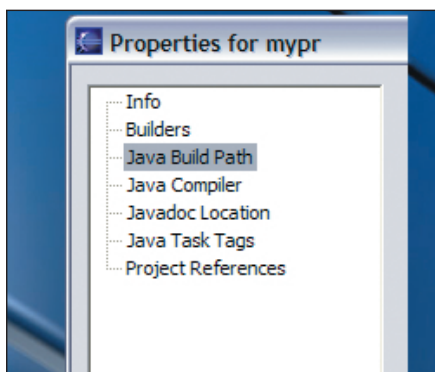 Properties for mypr
Info
Builders
Java Build Path
Java Compiler
Javadoc Location
Java Task Tags
Project References